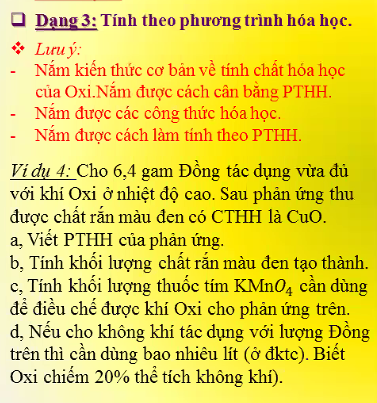 Dạng 3: Tính theo phương trình hóa học.
Lưu ý:
- Nắm kiến thức cơ bản về tính chất hóa học
của Oxi.Nắm được cách cân bằng PTHH.
- Nắm được các công thức hóa học.
- Nắm được cách làm tính theo PTHH.
Ví dụ 4: Cho 6,4 gam Đồng tác dụng vừa đủ
với khí Oxi ở nhiệt độ cao. Sau phản ứng thu
được chất rắn màu đen có CTHH là CuO.
a, Viết PTHH của phản ứng.
b, Tính khối lượng chất rắn màu đen tạo thành.
c, Tính khối lượng thuốc tím KMnO₄ cần dùng
để điều chế được khí Oxi cho phản ứng trên.
d, Nếu cho không khí tác dụng với lượng Đồng
trên thì cần dùng bao nhiêu lít (ở đktc). Biết
Oxi chiếm 20% thể tích không khí).